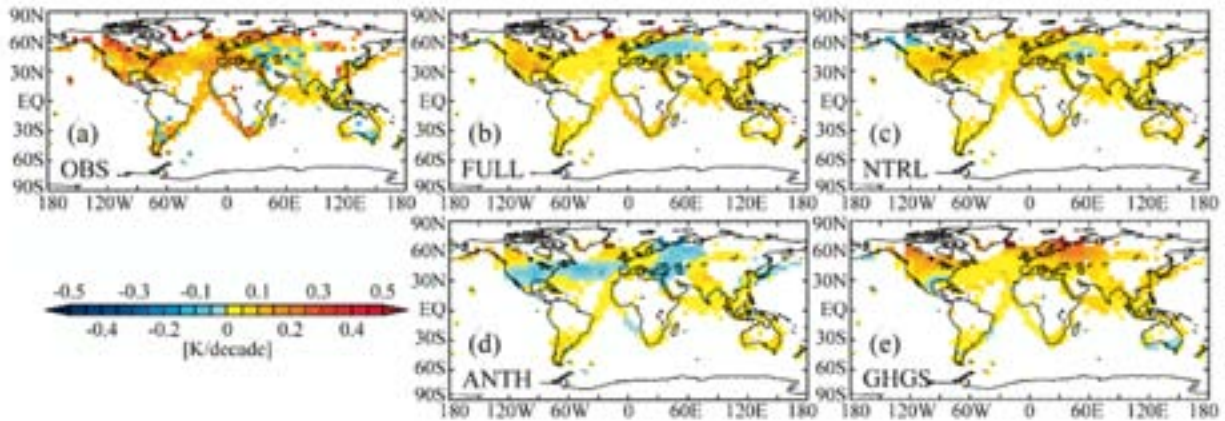 90N
60N
30N
EQ
30S
60S
90S
(a)
OBS
180 120W 60W 0 60E 120E 180
90N
60N
30N
EQ
30S
60S
90S
(b)
FULL
180 120W 60W 0 60E 120E 180
90N
60N
30N
EQ
30S
60S
90S
(c)
NTRL
180 120W 60W 0 60E 120E 180
-0.5 -0.3 -0.1 0.1 0.3 0.5
-0.4 -0.2 0 0.2 0.4
[K/decade]
90N
60N
30N
EQ
30S
60S
90S
(d)
ANTH
180 120W 60W 0 60E 120E 180
90N
60N
30N
EQ
30S
60S
90S
(e)
GHGS
180 120W 60W 0 60E 120E 180